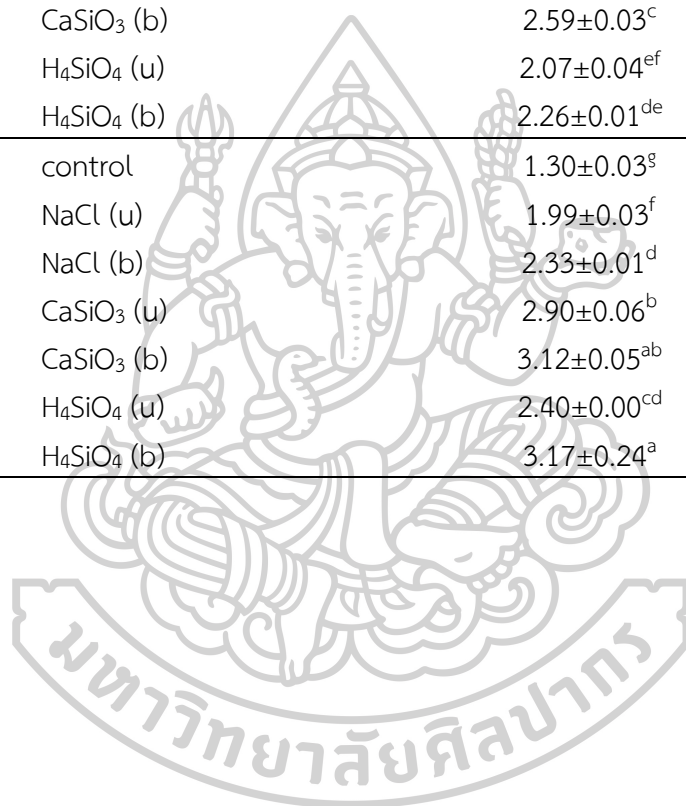 CaSiO₃ (b) 2.59±0.03ᶜ
H₄SiO₄ (u) 2.07±0.04ᵉᶠ
H₄SiO₄ (b) 2.26±0.01ᵈᵉ
control 1.30±0.03ᵍ
NaCl (u) 1.99±0.03ᶠ
NaCl (b) 2.33±0.01ᵈ
CaSiO₃ (u) 2.90±0.06ᵇ
CaSiO₃ (b) 3.12±0.05ᵃᵇ
H₄SiO₄ (u) 2.40±0.00ᶜᵈ
H₄SiO₄ (b) 3.17±0.24ᵃ
มหาวิทยาลัยศิลปากร